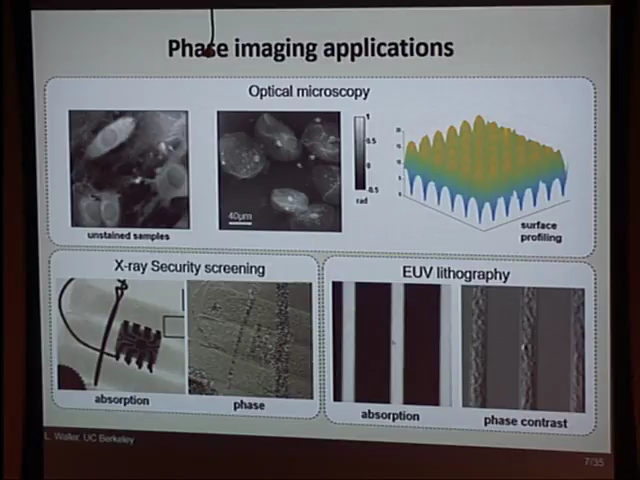 Phase imaging applications
Optical microscopy
1
0.5
0
-0.5
rad
40µm
unstained samples
surface
profiling
X-ray Security screening
absorption
phase
EUV lithography
absorption
phase contrast
L. Waller, UC Berkeley
7/35